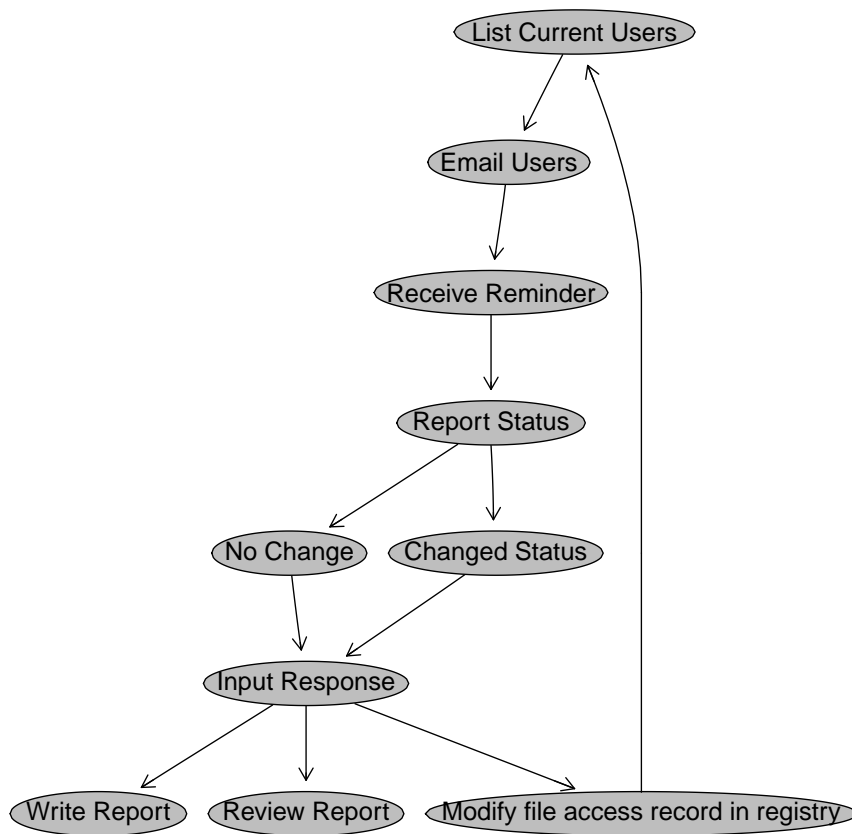 List Current Users
Email Users
Receive Reminder
Report Status
No Change
Changed Status
Input Response
Write Report
Review Report
Modify file access record in registry